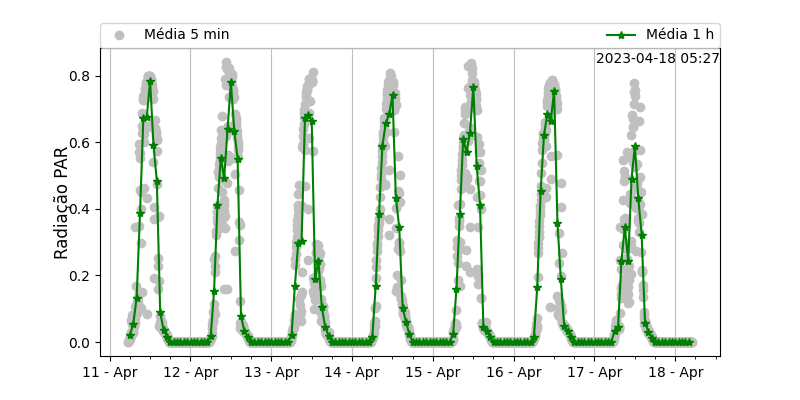 Média 5 min
Média 1 h
2023-04-18 05:27
Radiação PAR
0.8
0.6
0.4
0.2
0.0
11 - Apr
12 - Apr
13 - Apr
14 - Apr
15 - Apr
16 - Apr
17 - Apr
18 - Apr